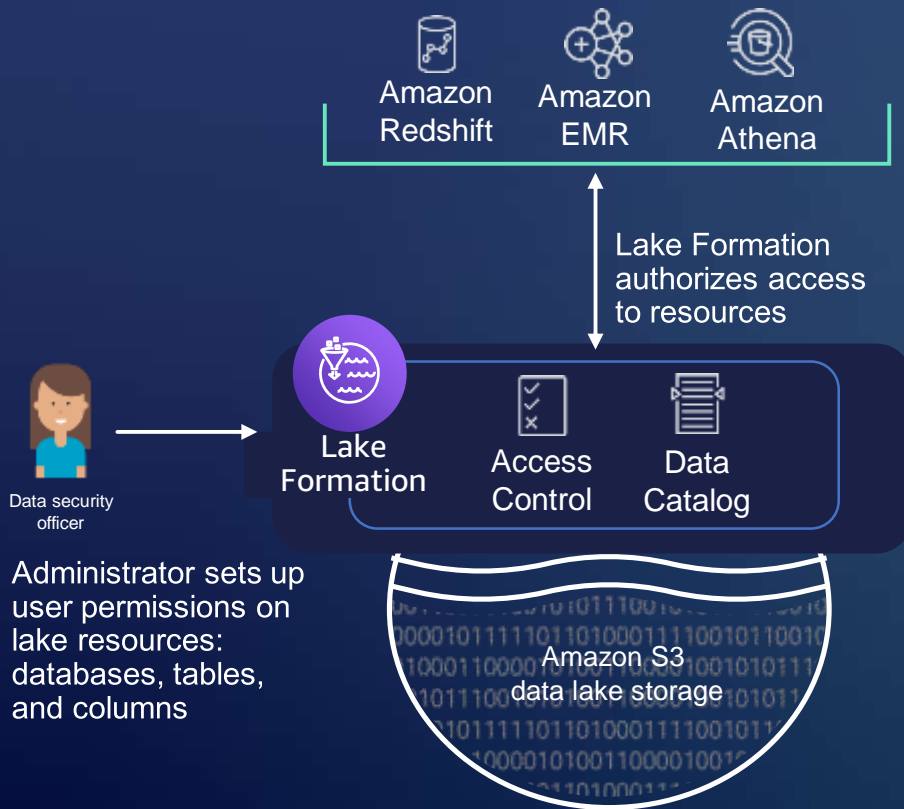 Amazon
Redshift
Amazon
EMR
Amazon
Athena
Lake Formation
authorizes access
to resources
Lake
Formation
Access
Control
Data
Catalog
Data security
officer
Administrator sets up
user permissions on
lake resources:
databases, tables,
and columns
Amazon S3
data lake storage